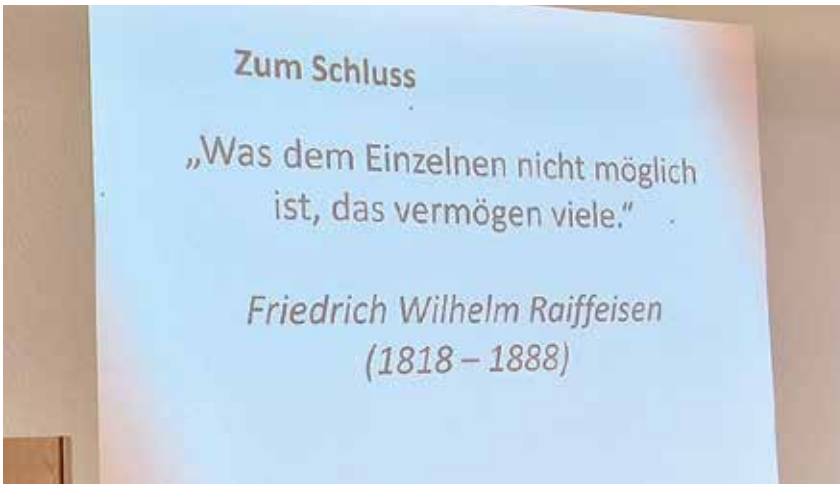 Zum Schluss
„Was dem Einzelnen nicht möglich
ist, das vermögen viele.“
Friedrich Wilhelm Raiffeisen
(1818 – 1888)